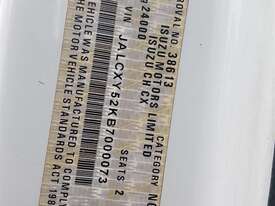 ROVAL NO. 38613 CATEGORY N
ISUZU MOTORS LIMITED
ISUZU CH CX
24000 SEATS 2
VIN JALCXY52KB7000073
VEHICLE WAS MANUFACTURED TO COMPLY
THE MOTOR VEHICLE STANDARDS ACT 198